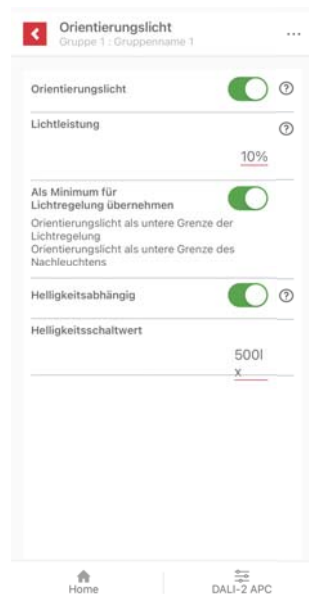 Orientierungslicht
Gruppe 1 : Gruppenname 1
...
Orientierungslicht
?
Lichtleistung
?
10%
Als Minimum für
Lichtregelung übernehmen
Orientierungslicht als untere Grenze der
Lichtregelung
Orientierungslicht als untere Grenze des
Nachleuchtens
Helligkeitsabhängig
?
Helligkeitsschaltwert
500l
x
Home
DALI-2 APC